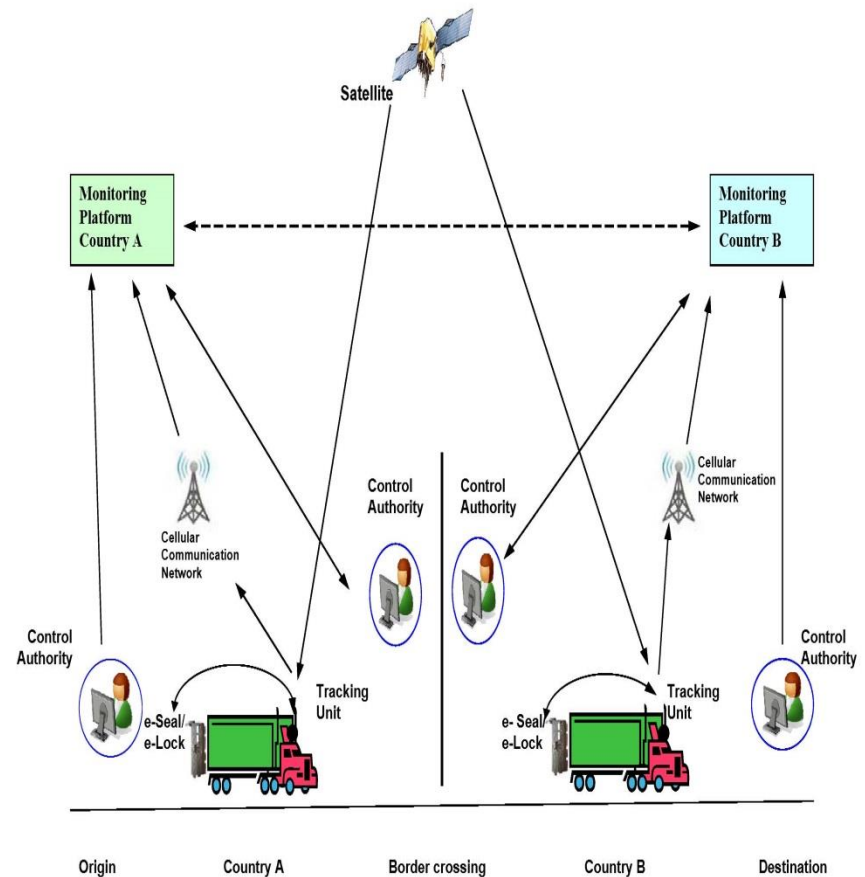 Satellite
Monitoring
Platform
Country A
Monitoring
Platform
Country B
Cellular
Communication
Network
Control
Authority
Control
Authority
Cellular
Communication
Network
Control
Authority
e-Seal/
e-Lock
Tracking
Unit
e- Seal/
e-Lock
Tracking
Unit
Control
Authority
Origin
Country A
Border crossing
Country B
Destination